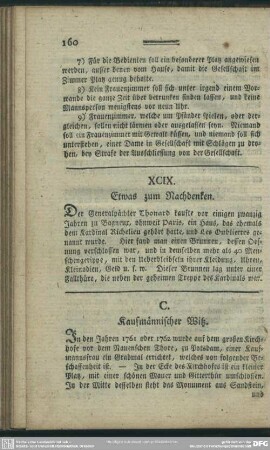 160
7) Für die Bedienten soll ein besonderer Platz angewiesen
werden, ausser denen vom Hause, damit die Gesellschaft im
Zimmer Platz genug behalte.
8) Kein Frauenzimmer soll sich unter irgend einem Vor-
wande die ganze Zeit über betrunken finden lassen, und keine
Mannsperson wenigstens vor neun Uhr.
9) Frauenzimmer, welche um Pfänder spielen, oder der-
gleichen, sollen nicht lärmen oder ausgelassen seyn. Niemand
soll ein Frauenzimmer mit Gewalt küssen, und niemand soll sich
unterstehen, einer Dame in Gesellschaft mit Schlägen zu dro-
hen, bey Strafe der Ausschliessung von der Gesellschaft.
XCIX.
Etwas zum Nachdenken.
Der Generalpächter Thomard kaufte vor einigen zwanzig
Jahren zu Bagneux, ohnweit Paris, ein Haus, das ehemals
dem Kardinal Richelieu gehört hatte, und Les Oubliettes ge-
nannt wurde. Hier fand man einen Brunnen, dessen Oef-
nung verschlossen war, und in demselben mehr als 40 Men-
schengerippe, mit den Ueberbleibseln ihrer Kleidung, Uhren,
Kleinodien, Geld u. s. w. Dieser Brunnen lag unter einer
Fallthüre, die neben der geheimen Treppe des Kardinals war.
C.
Kaufmännischer Witz.
In den Jahren 1761 oder 1762 wurde auf dem großen Kirch-
hofe vor dem Nauenschen Thore, zu Potsdam, einer Kauf-
mannsfrau ein Grabmal errichtet, welches von folgender Be-
schaffenheit ist. — In der Ecke des Kirchhofes ist ein kleiner
Platz, mit einer schönen Mauer und Gitterthür umschlossen.
In der Mitte desselben steht das Monument aus Sandstein,
und